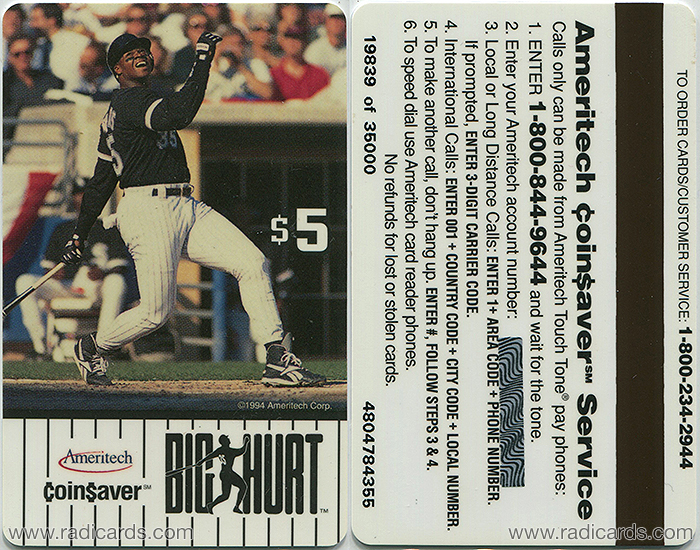 35
$5
©1994 Ameritech Corp.
Ameritech
¢oin$averSM
BIG HURT™
www.radicards.com
TO ORDER CARDS/CUSTOMER SERVICE: 1-800-234-2944
Ameritech ¢oin$averSM Service
Calls only can be made from Ameritech Touch Tone® pay phones:
1. ENTER 1-800-844-9644 and wait for the tone.
2. Enter your Ameritech account number:
3. Local or Long Distance Calls: ENTER 1 + AREA CODE + PHONE NUMBER.
If prompted, ENTER 3-DIGIT CARRIER CODE.
4. International Calls: ENTER 001 + COUNTRY CODE + CITY CODE + LOCAL NUMBER.
5. To make another call, don't hang up. ENTER #, FOLLOW STEPS 3 & 4.
6. To speed dial use Ameritech card reader phones.
No refunds for lost or stolen cards.
19839 of 35000
4804784355
www.radicards.com